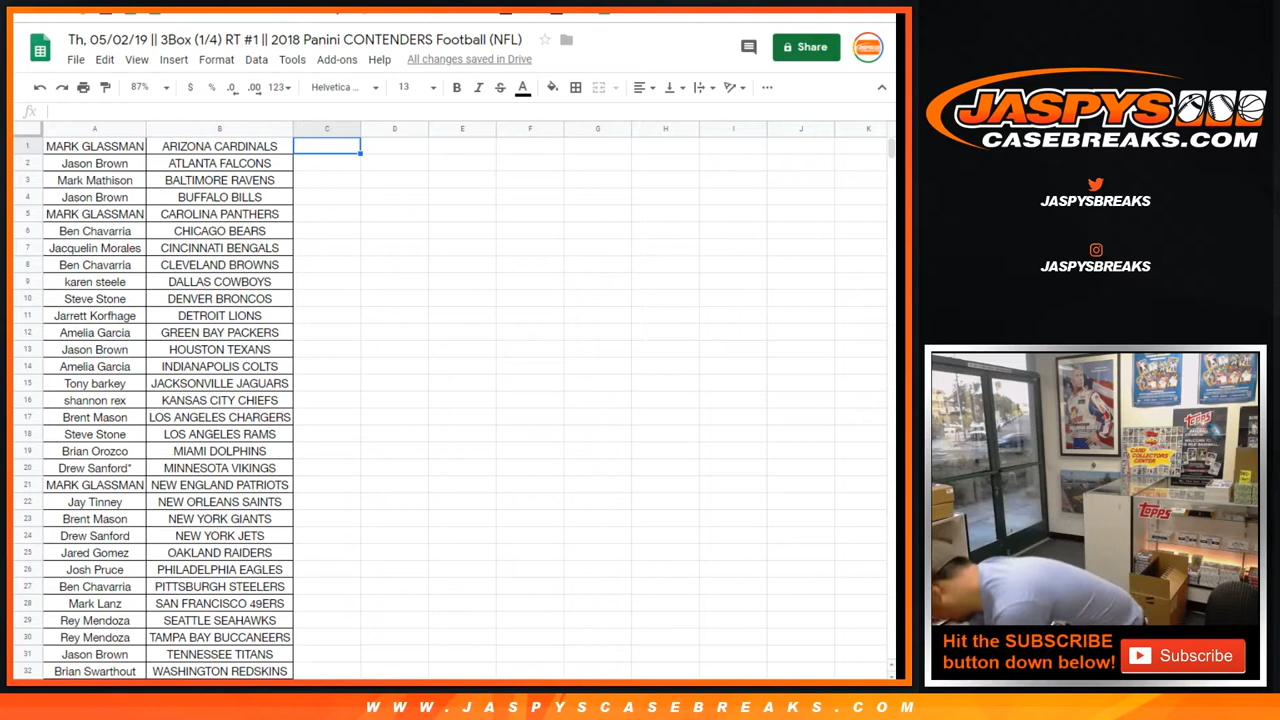 Th, 05/02/19 || 3Box (1/4) RT #1 || 2018 Panini CONTENDERS Football (NFL)
Share
File Edit View Insert Format Data Tools Add-ons Help All changes saved in Drive
87% $ % .0 .00 123 Helvetica ... 13 B I S A
fx
A B C D E F G H I J K
1 MARK GLASSMAN ARIZONA CARDINALS
2 Jason Brown ATLANTA FALCONS
3 Mark Mathison BALTIMORE RAVENS
4 Jason Brown BUFFALO BILLS
5 MARK GLASSMAN CAROLINA PANTHERS
6 Ben Chavarria CHICAGO BEARS
7 Jacquelin Morales CINCINNATI BENGALS
8 Ben Chavarria CLEVELAND BROWNS
9 karen steele DALLAS COWBOYS
10 Steve Stone DENVER BRONCOS
11 Jarrett Korfhage DETROIT LIONS
12 Amelia Garcia GREEN BAY PACKERS
13 Jason Brown HOUSTON TEXANS
14 Amelia Garcia INDIANAPOLIS COLTS
15 Tony barkey JACKSONVILLE JAGUARS
16 shannon rex KANSAS CITY CHIEFS
17 Brent Mason LOS ANGELES CHARGERS
18 Steve Stone LOS ANGELES RAMS
19 Brian Orozco MIAMI DOLPHINS
20 Drew Sanford* MINNESOTA VIKINGS
21 MARK GLASSMAN NEW ENGLAND PATRIOTS
22 Jay Tinney NEW ORLEANS SAINTS
23 Brent Mason NEW YORK GIANTS
24 Drew Sanford NEW YORK JETS
25 Jared Gomez OAKLAND RAIDERS
26 Josh Pruce PHILADELPHIA EAGLES
27 Ben Chavarria PITTSBURGH STEELERS
28 Mark Lanz SAN FRANCISCO 49ERS
29 Rey Mendoza SEATTLE SEAHAWKS
30 Rey Mendoza TAMPA BAY BUCCANEERS
31 Jason Brown TENNESSEE TITANS
32 Brian Swarthout WASHINGTON REDSKINS
JASPYS
CASEBREAKS.COM
JASPYSBREAKS
JASPYSBREAKS
Topps
CARD
COLLECTORS
CENTER
Topps
Hit the SUBSCRIBE
button down below!
Subscribe
WWW.JASPYSCASEBREAKS.COM